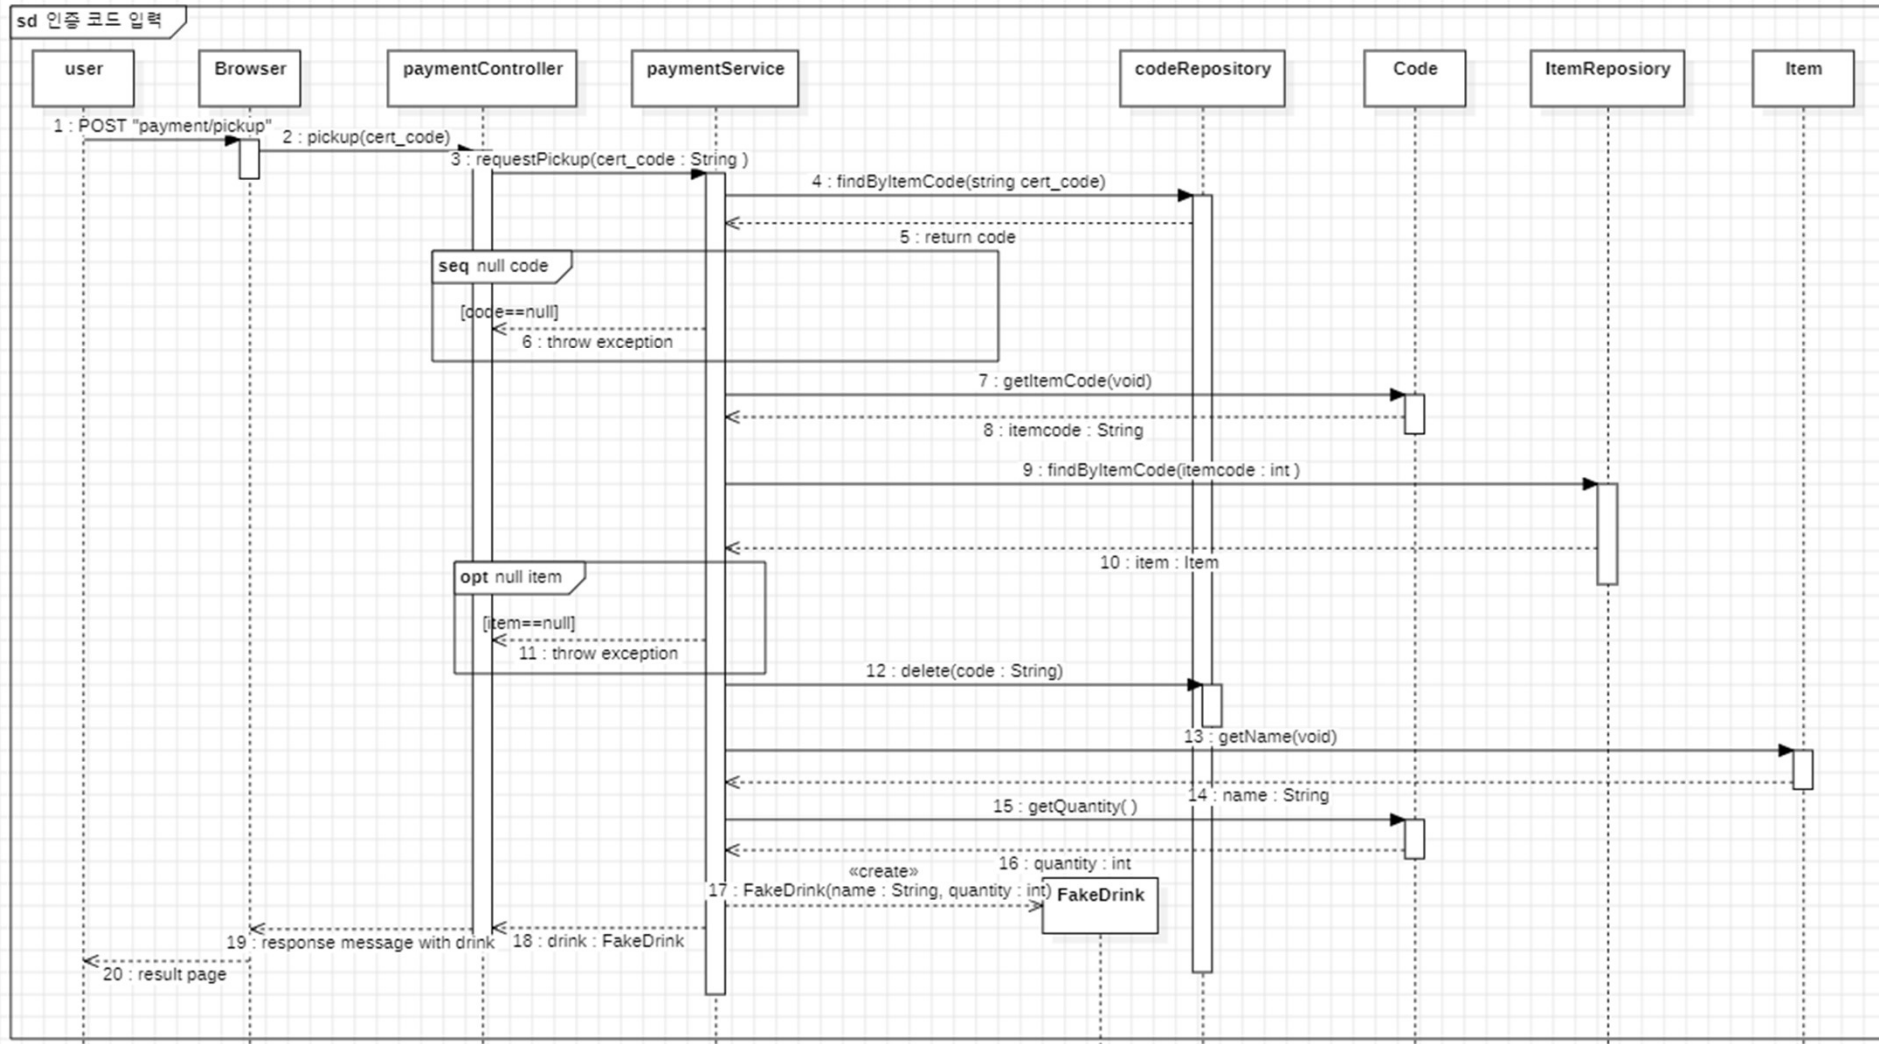 sd 인증 코드 입력
user
Browser
paymentController
paymentService
codeRepository
Code
ItemReposiory
Item
1 : POST "payment/pickup"
2 : pickup(cert_code)
3 : requestPickup(cert_code : String )
4 : findByItemCode(string cert_code)
5 : return code
seq null code
[code==null]
6 : throw exception
7 : getItemCode(void)
8 : itemcode : String
9 : findByItemCode(itemcode : int )
10 : item : Item
opt null item
[item==null]
11 : throw exception
12 : delete(code : String)
13 : getName(void)
14 : name : String
15 : getQuantity( )
16 : quantity : int
«create»
17 : FakeDrink(name : String, quantity : int)
FakeDrink
18 : drink : FakeDrink
19 : response message with drink
20 : result page